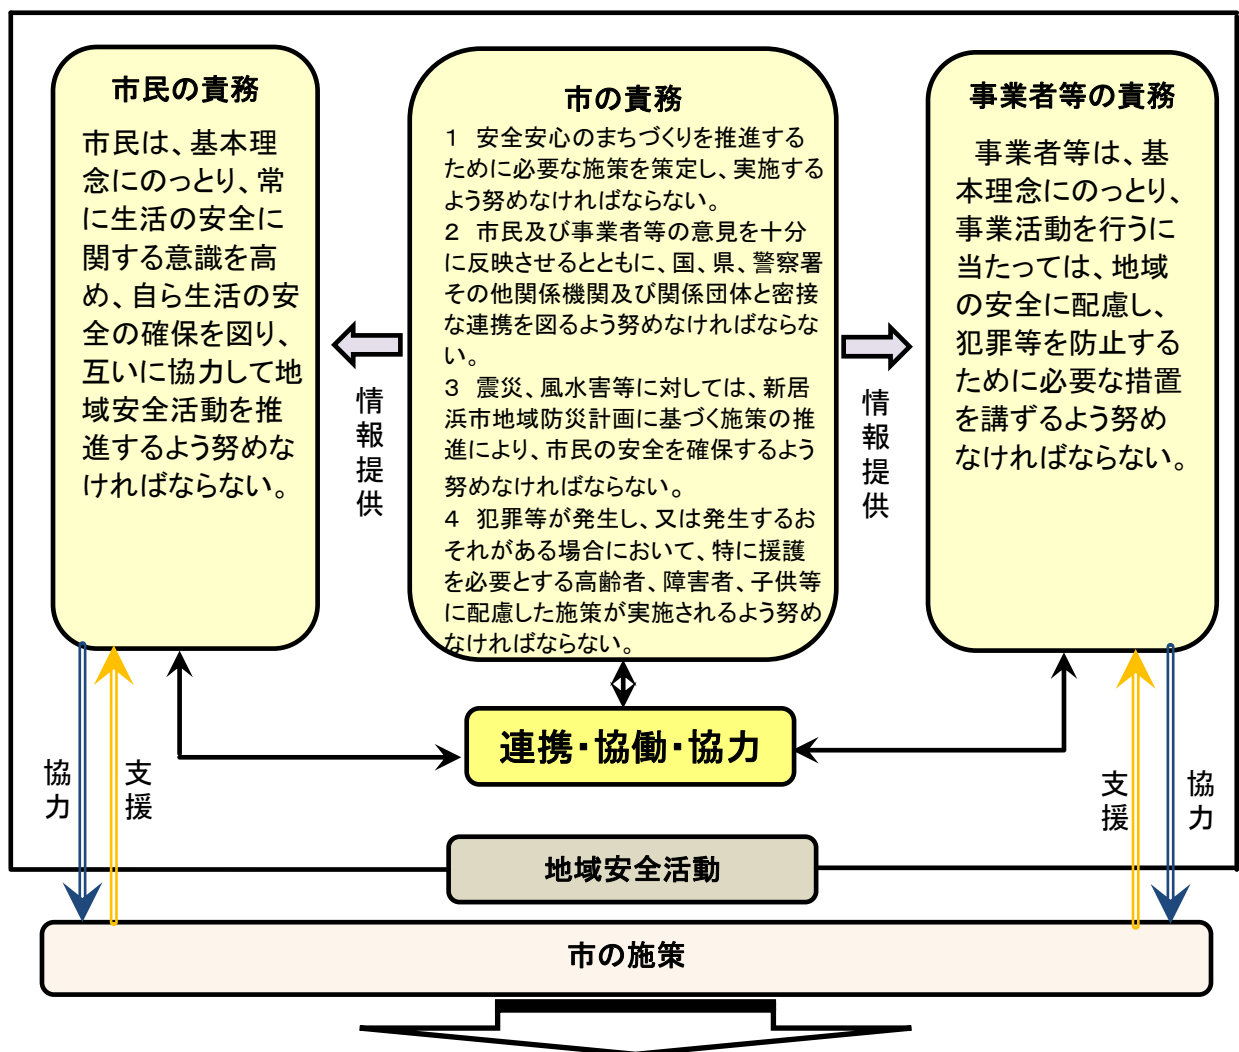 市民の責務
市民は、基本理
念にのっとり、常
に生活の安全に
関する意識を高
め、自ら生活の安
全の確保を図り、
互いに協力して地
域安全活動を推
進するよう努めな
ければならない。
情報提供
市の責務
1　安全安心のまちづくりを推進する
ために必要な施策を策定し、実施する
よう努めなければならない。
2　市民及び事業者等の意見を十分
に反映させるとともに、国、県、警察署
その他関係機関及び関係団体と密接
な連携を図るよう努めなければならな
い。
3　震災、風水害等に対しては、新居
浜市地域防災計画に基づく施策の推
進により、市民の安全を確保するよう
努めなければならない。
4　犯罪等が発生し、又は発生するお
それがある場合において、特に援護
を必要とする高齢者、障害者、子供等
に配慮した施策が実施されるよう努め
なければならない。
情報提供
事業者等の責務
事業者等は、基
本理念にのっとり、
事業活動を行うに
当たっては、地域
の安全に配慮し、
犯罪等を防止する
ために必要な措置
を講ずるよう努め
なければならない。
連携・協働・協力
協力
支援
支援
協力
地域安全活動
市の施策